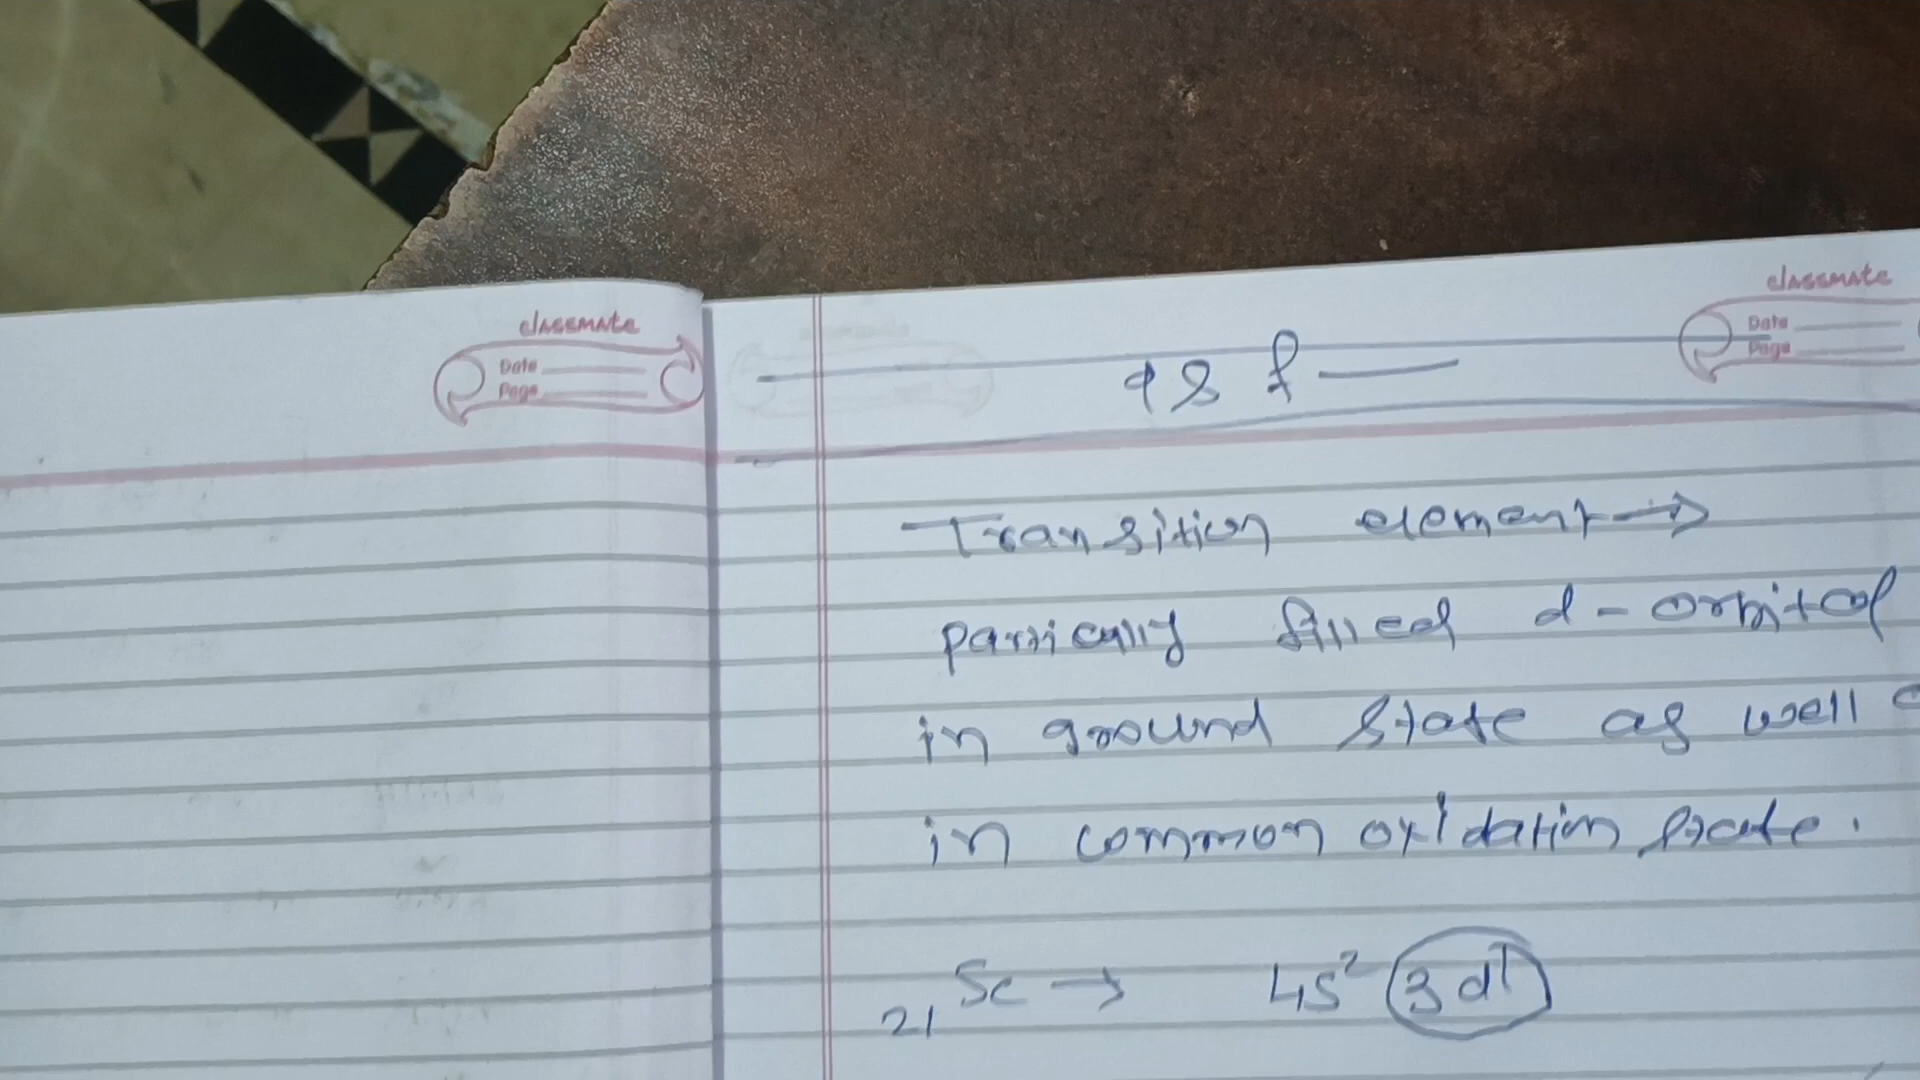 classmate
Date
Page
classmate
Date
Page
d & f
Transition element →
partically filled d-orbital
in ground state as well
in common oxidation state.
21Sc → 4s² 3d¹